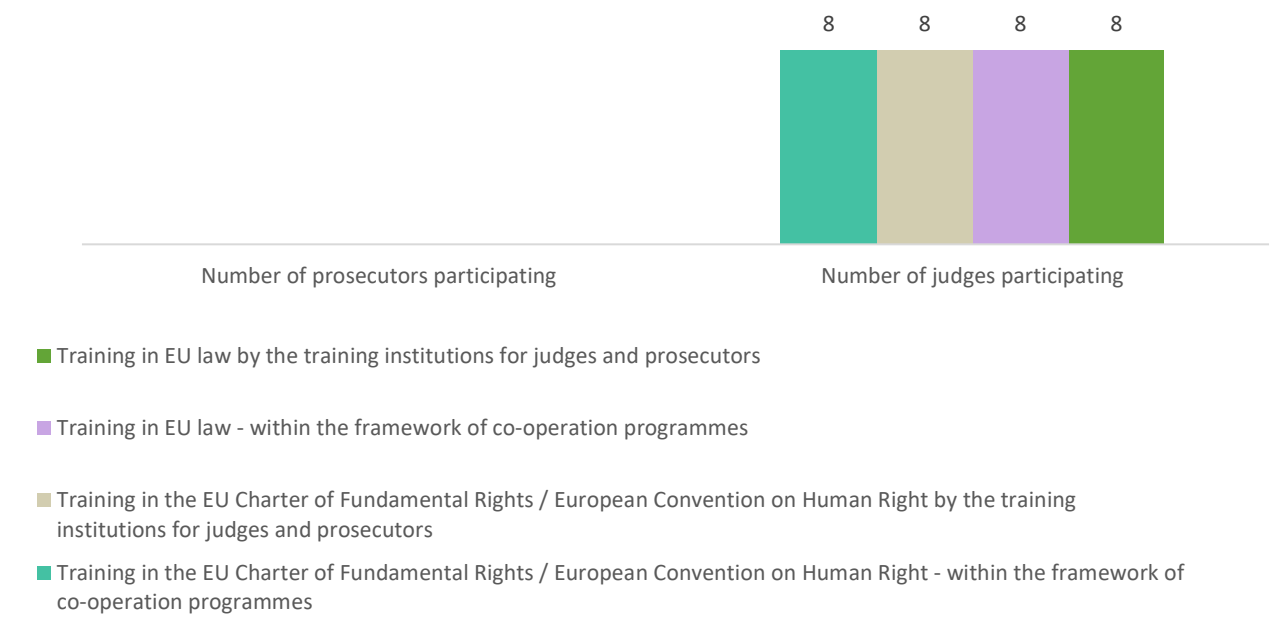 8 8 8 8
Number of prosecutors participating Number of judges participating
Training in EU law by the training institutions for judges and prosecutors
Training in EU law - within the framework of co-operation programmes
Training in the EU Charter of Fundamental Rights / European Convention on Human Right by the training
institutions for judges and prosecutors
Training in the EU Charter of Fundamental Rights / European Convention on Human Right - within the framework of
co-operation programmes